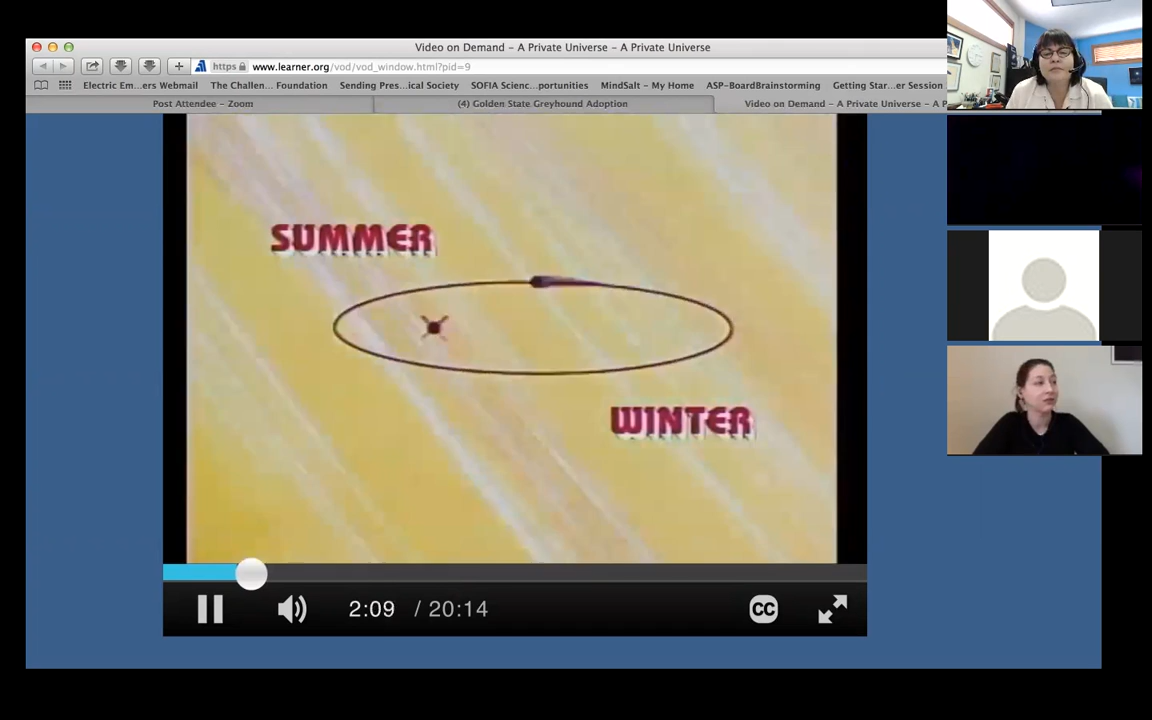 Video on Demand – A Private Universe – A Private Universe
https www.learner.org/vod/vod_window.html?pid=9
Electric Em...ers Webmail The Challen... Foundation Sending Pres...ical Society SOFIA Scienc...portunities MindSalt – My Home ASP-BoardBrainstorming Getting Star...er Session
Post Attendee – Zoom (4) Golden State Greyhound Adoption Video on Demand – A Private Universe – A P
SUMMER
WINTER
2:09 / 20:14 CC